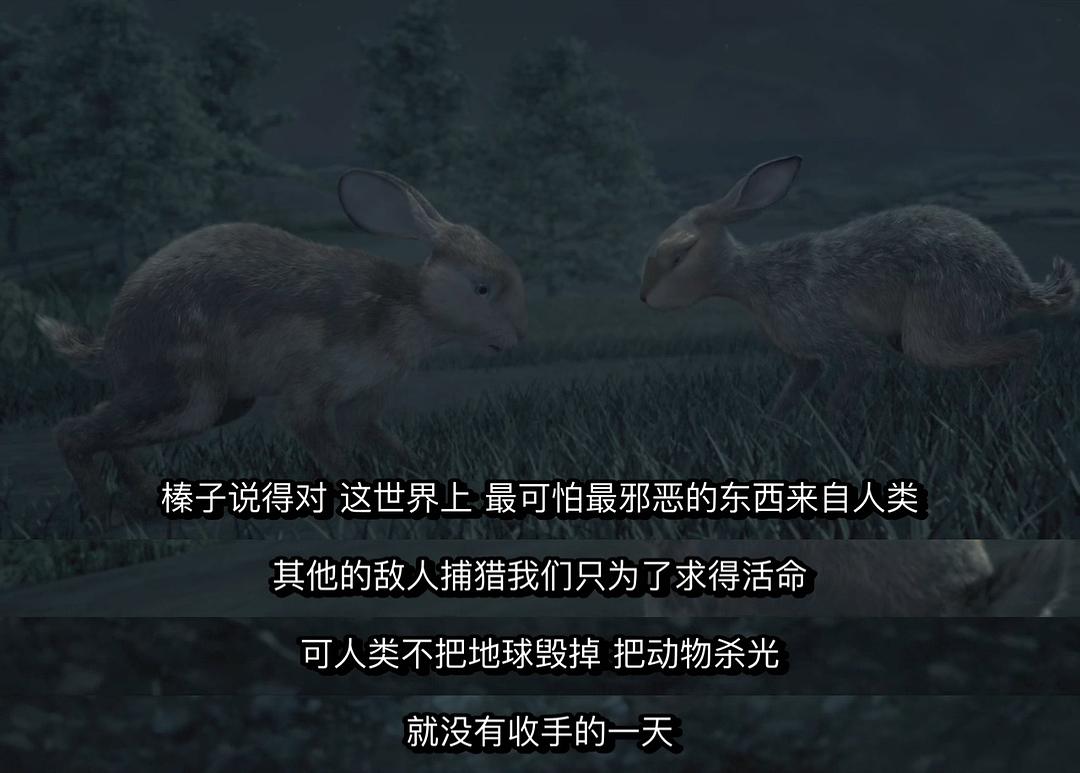 榛子说得对 这世界上 最可怕最邪恶的东西来自人类
其他的敌人捕猎我们只为了求得活命
可人类不把地球毁掉 把动物杀光
就没有收手的一天